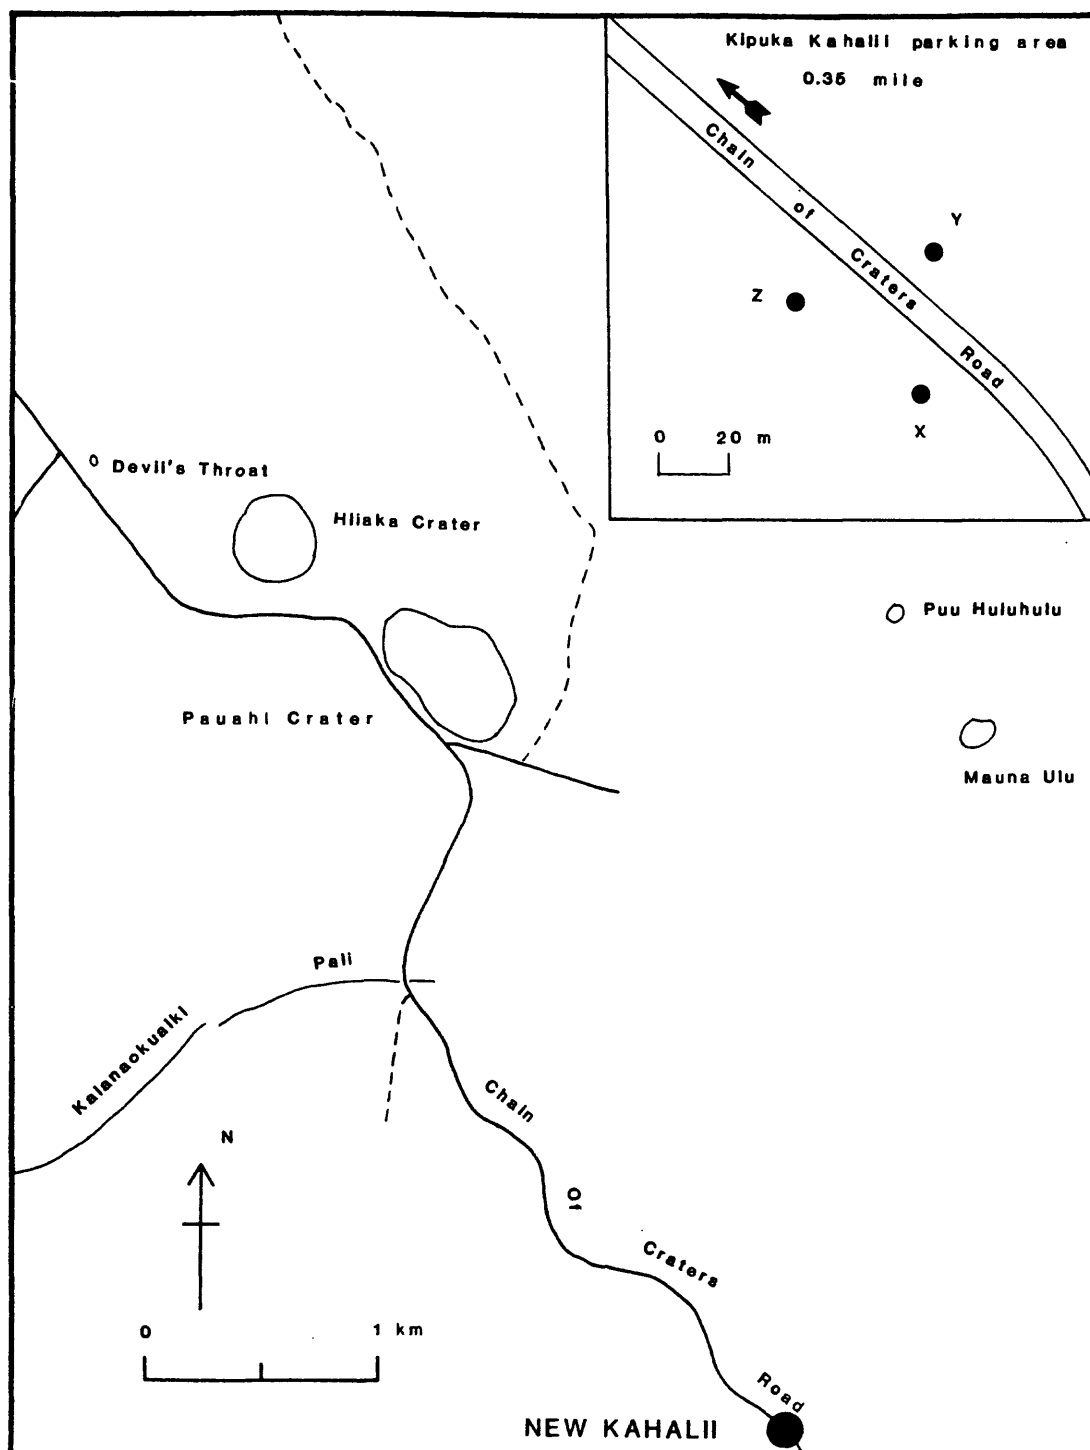 Kipuka Kahalii parking area
0.35 mile
Chain of Craters Road
Y
Z
X
0 20 m
Devil's Throat
Hiiaka Crater
Puu Huluhulu
Pauahi Crater
Mauna Ulu
Kalanaokuaiki Pali
N
Chain of Craters Road
0 1 km
NEW KAHALII